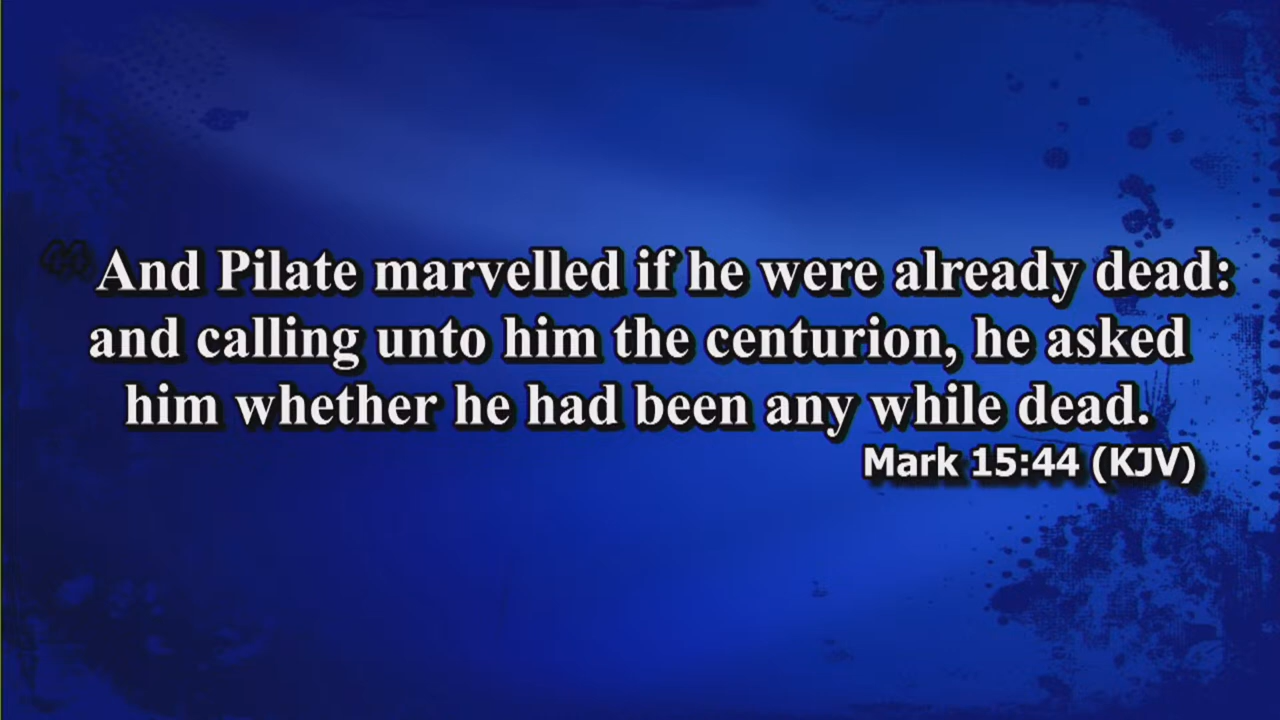 “And Pilate marvelled if he were already dead:
and calling unto him the centurion, he asked
him whether he had been any while dead.
Mark 15:44 (KJV)